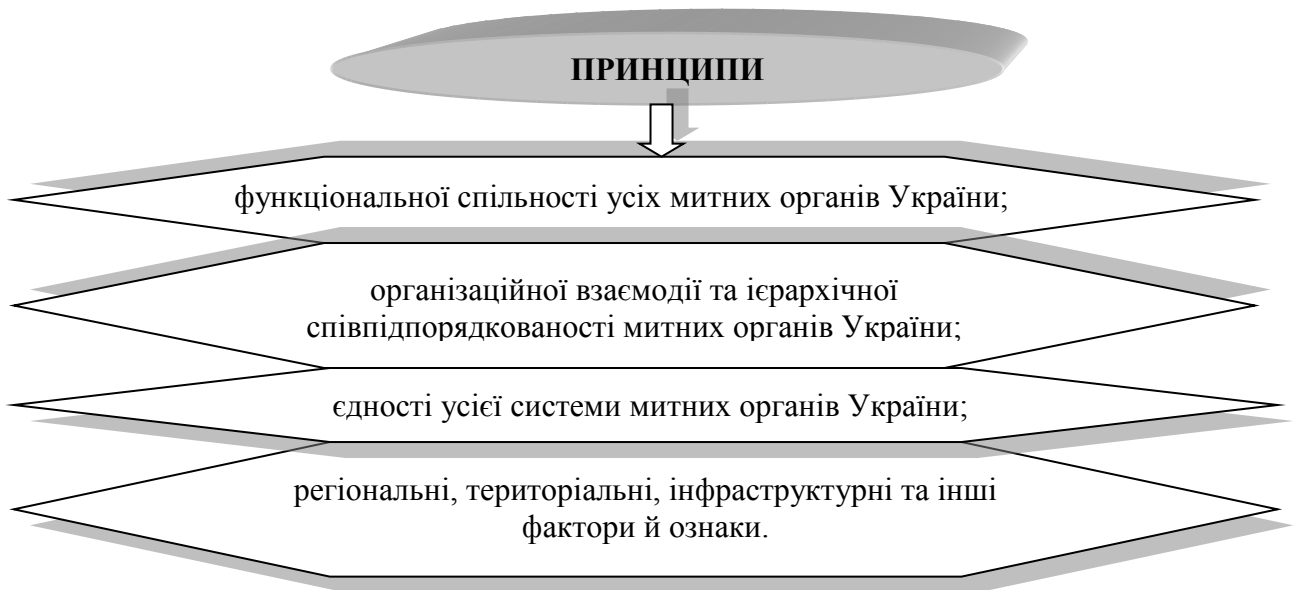 ПРИНЦИПИ
функціональної спільності усіх митних органів України;
організаційної взаємодії та ієрархічної
співпідпорядкованості митних органів України;
єдності усієї системи митних органів України;
регіональні, територіальні, інфраструктурні та інші
фактори й ознаки.